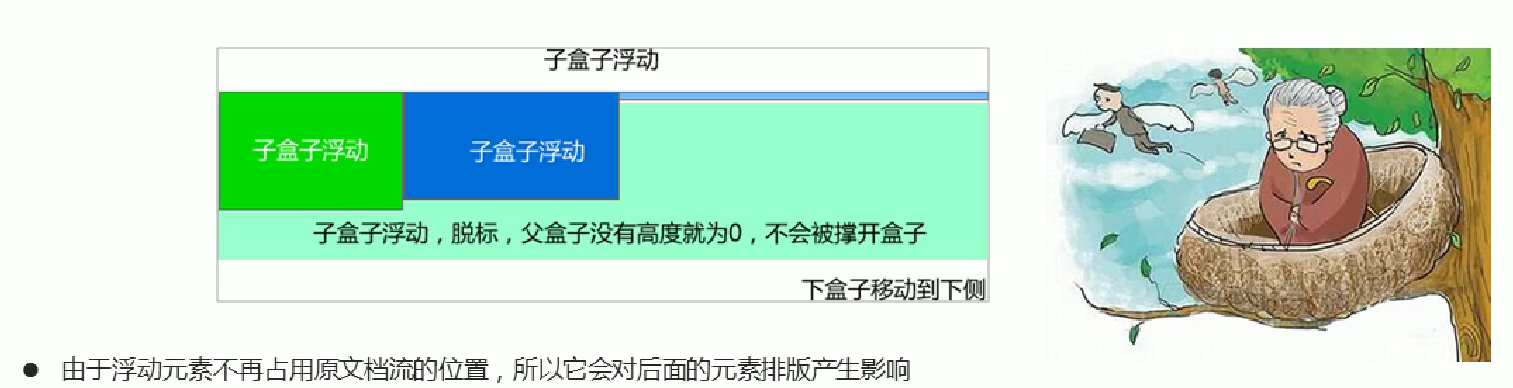 子盒子浮动
子盒子浮动
子盒子浮动
子盒子浮动，脱标，父盒子没有高度就为0，不会被撑开盒子
下盒子移动到下侧
● 由于浮动元素不再占用原文档流的位置，所以它会对后面的元素排版产生影响